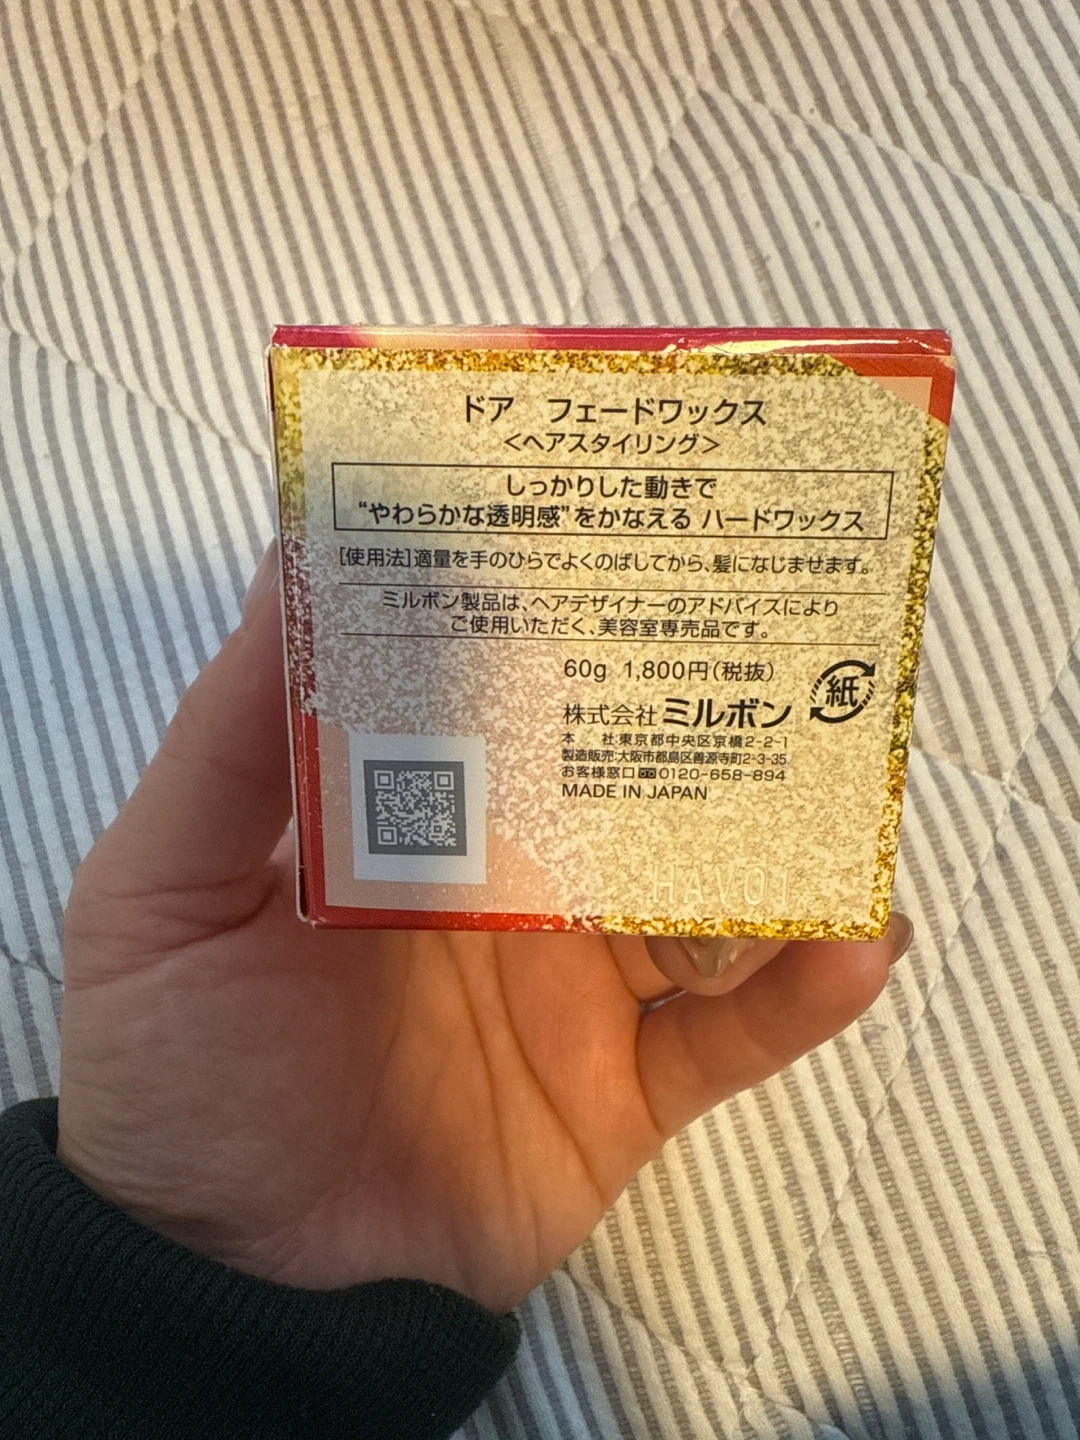 ドア　フェードワックス
<ヘアスタイリング>
しっかりした動きで
“やわらかな透明感”をかなえる ハードワックス
[使用法]適量を手のひらでよくのばしてから、髪になじませます。
ミルボン製品は、ヘアデザイナーのアドバイスにより
ご使用いただく、美容室専売品です。
60g 1,800円(税抜)
紙
株式会社 ミルボン
本　社:東京都中央区京橋2-2-1
製造販売:大阪市都島区善源寺町2-3-35
お客様窓口 0120-658-894
MADE IN JAPAN
HAVO1